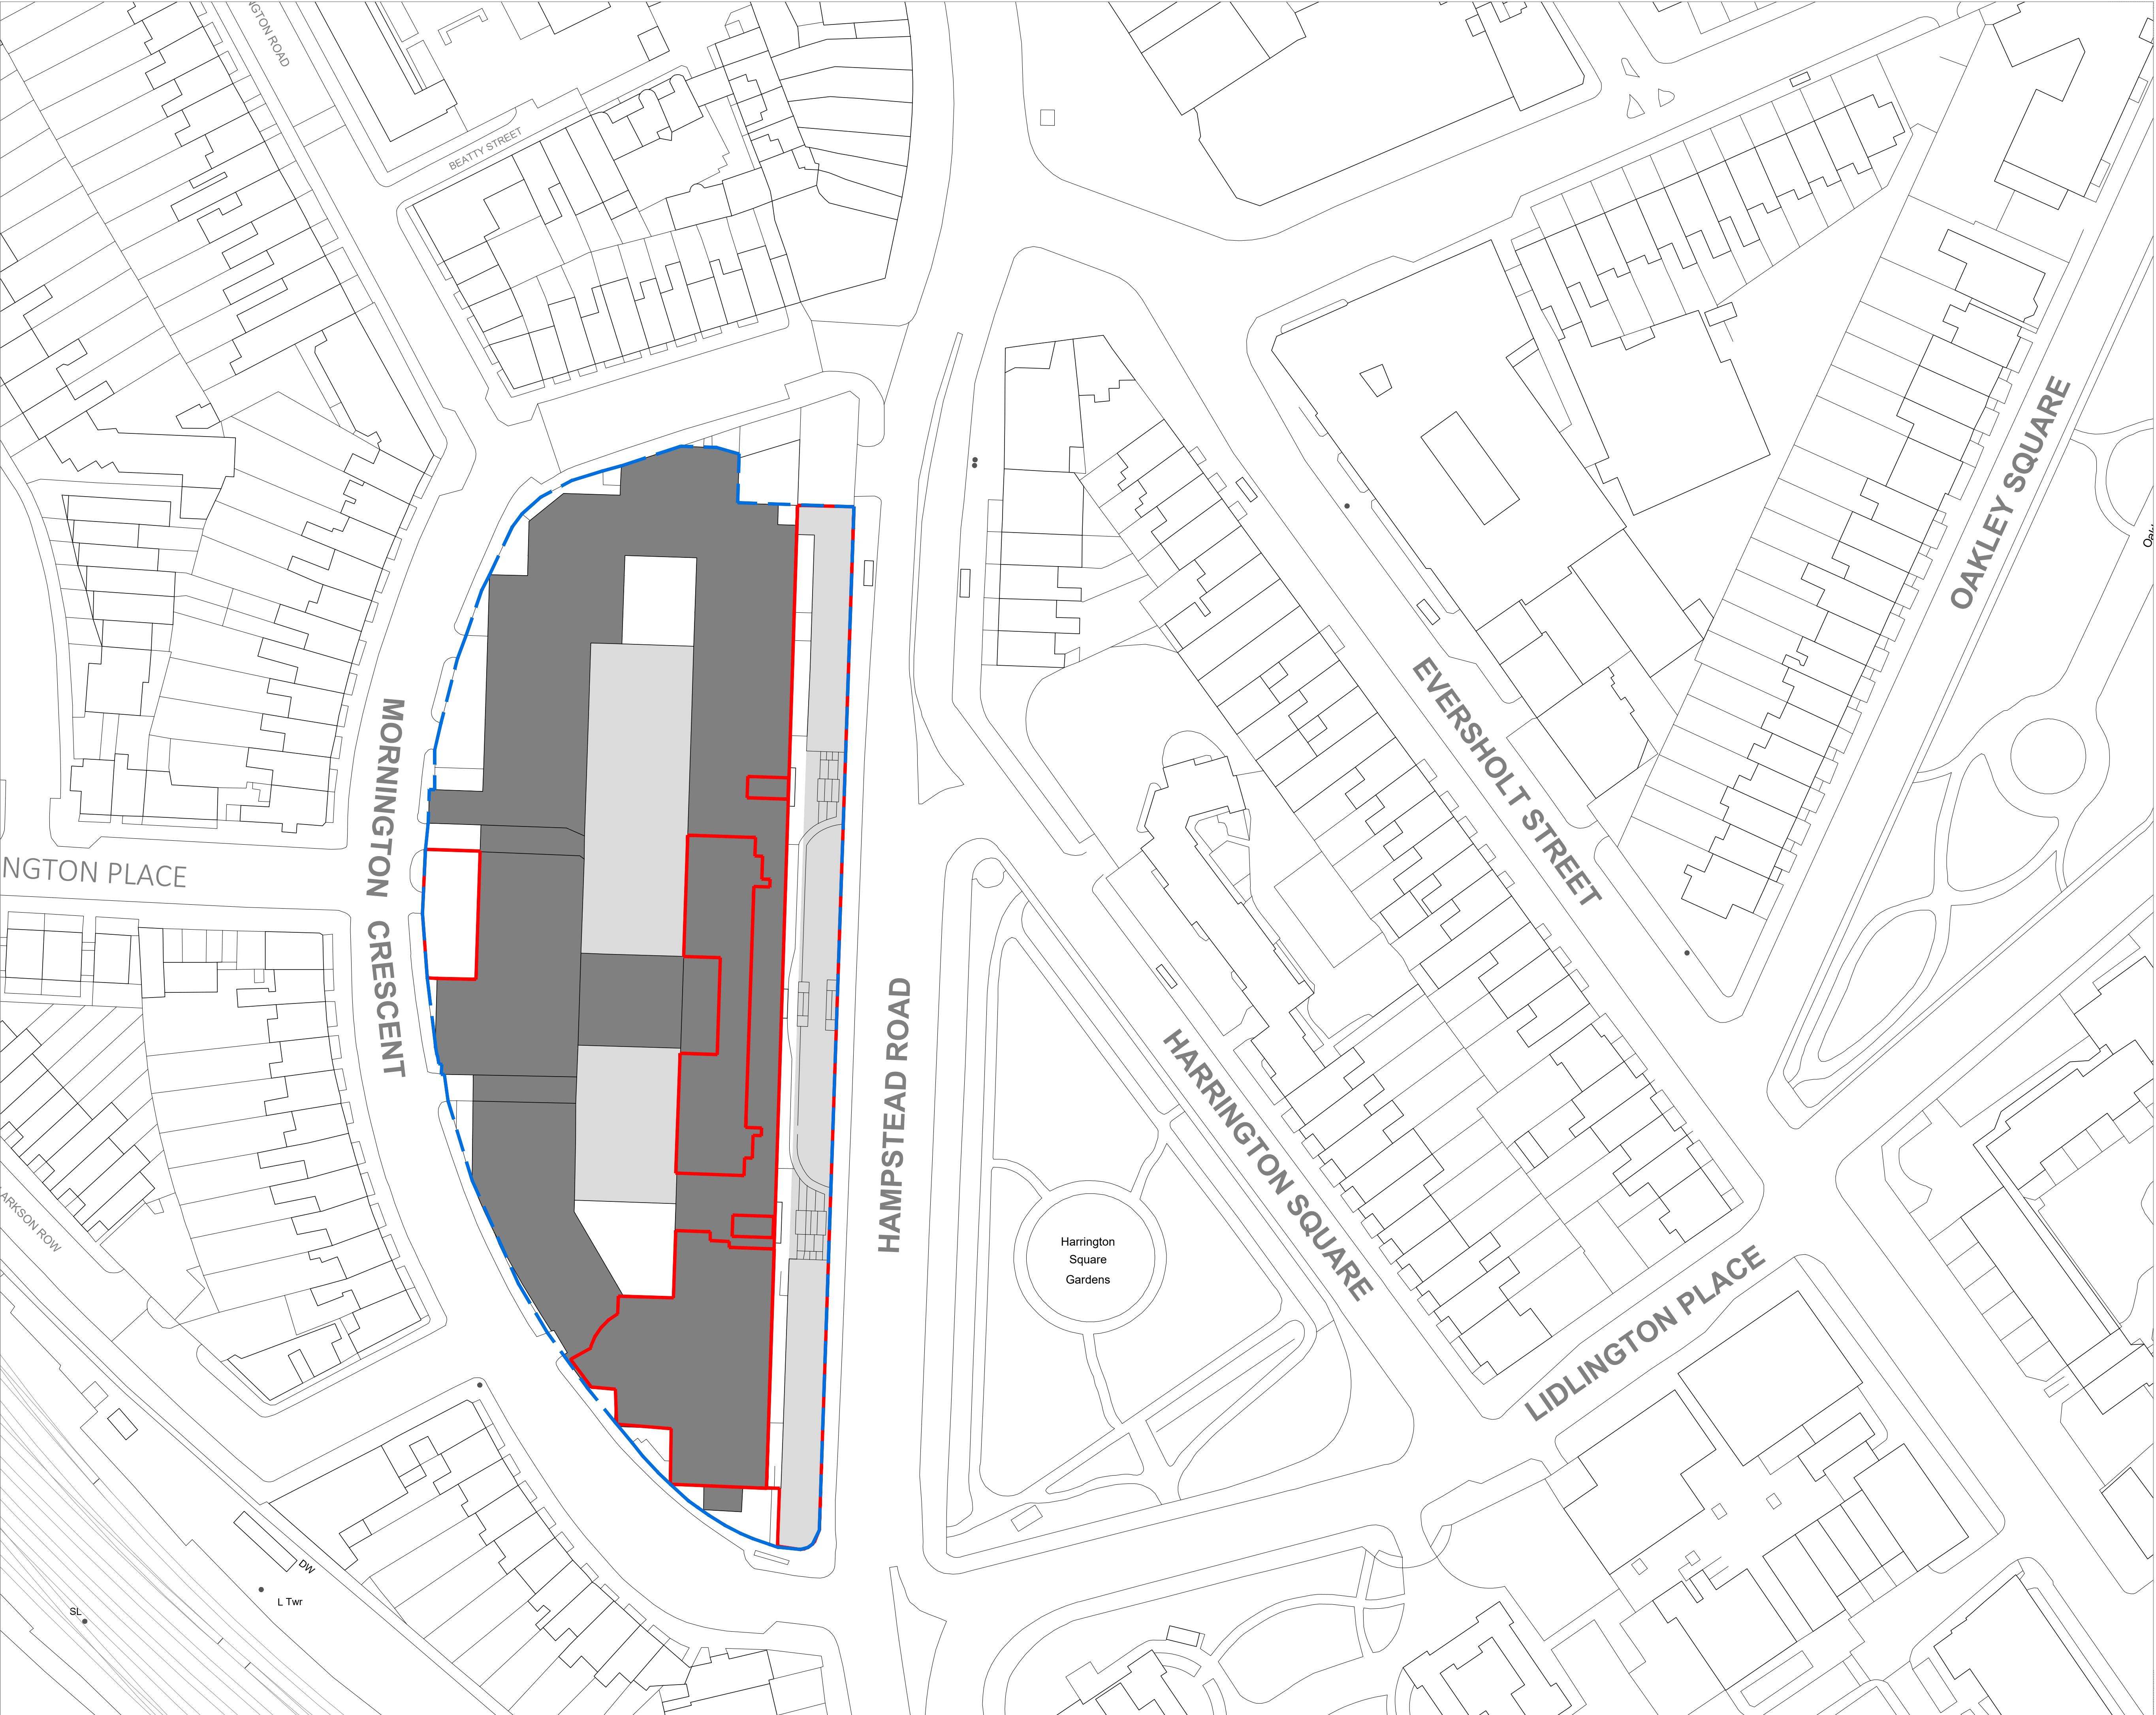 NGTON ROAD
BEATTY STREET
OAKLEY SQUARE
EVERSHOLT STREET
MORNINGTON CRESCENT
NGTON PLACE
HAMPSTEAD ROAD
HARRINGTON SQUARE
Harrington
Square
Gardens
ARKSON ROW
LIDLINGTON PLACE
DW
L Twr
SL